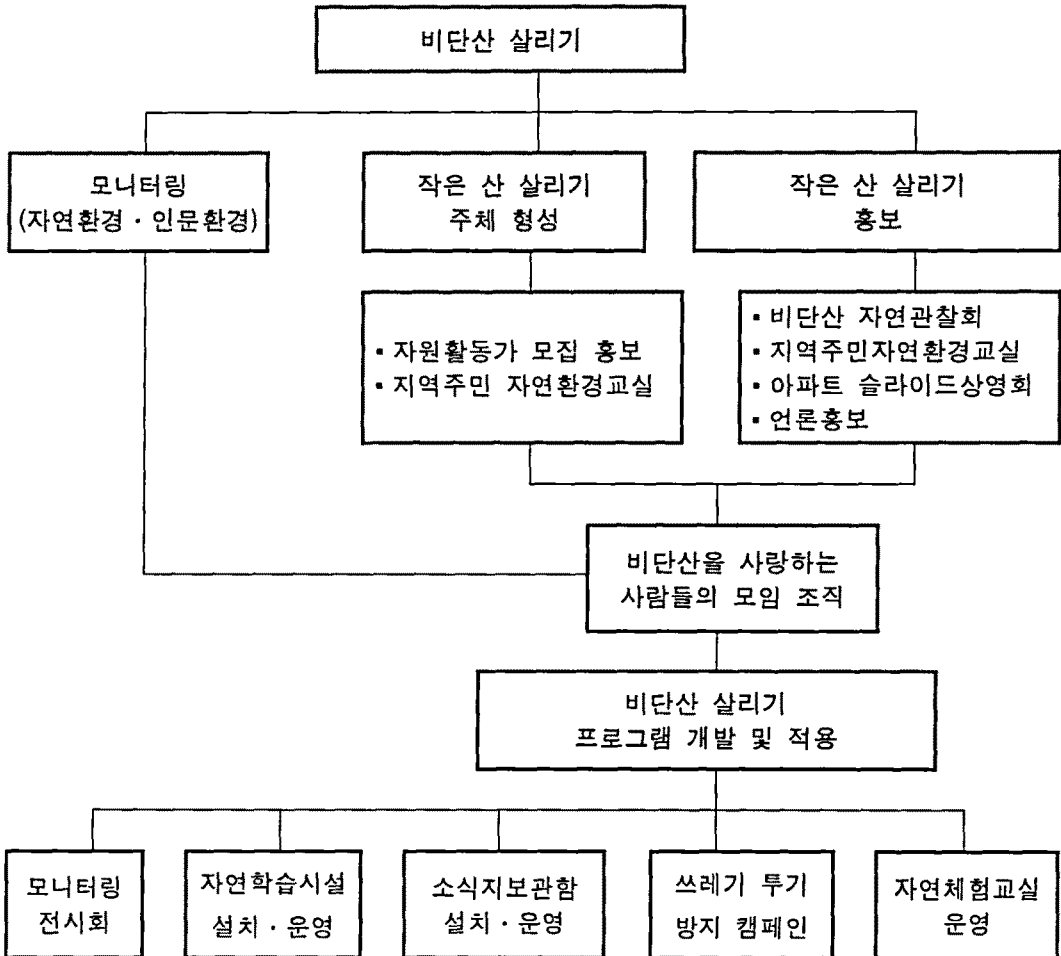 비단산 살리기
모니터링
(자연환경 · 인문환경)
작은 산 살리기
주체 형성
작은 산 살리기
홍보
▪ 자원활동가 모집 홍보
▪ 지역주민 자연환경교실
▪ 비단산 자연관찰회
▪ 지역주민자연환경교실
▪ 아파트 슬라이드상영회
▪ 언론홍보
비단산을 사랑하는
사람들의 모임 조직
비단산 살리기
프로그램 개발 및 적용
모니터링
전시회
자연학습시설
설치 · 운영
소식지보관함
설치 · 운영
쓰레기 투기
방지 캠페인
자연체험교실
운영